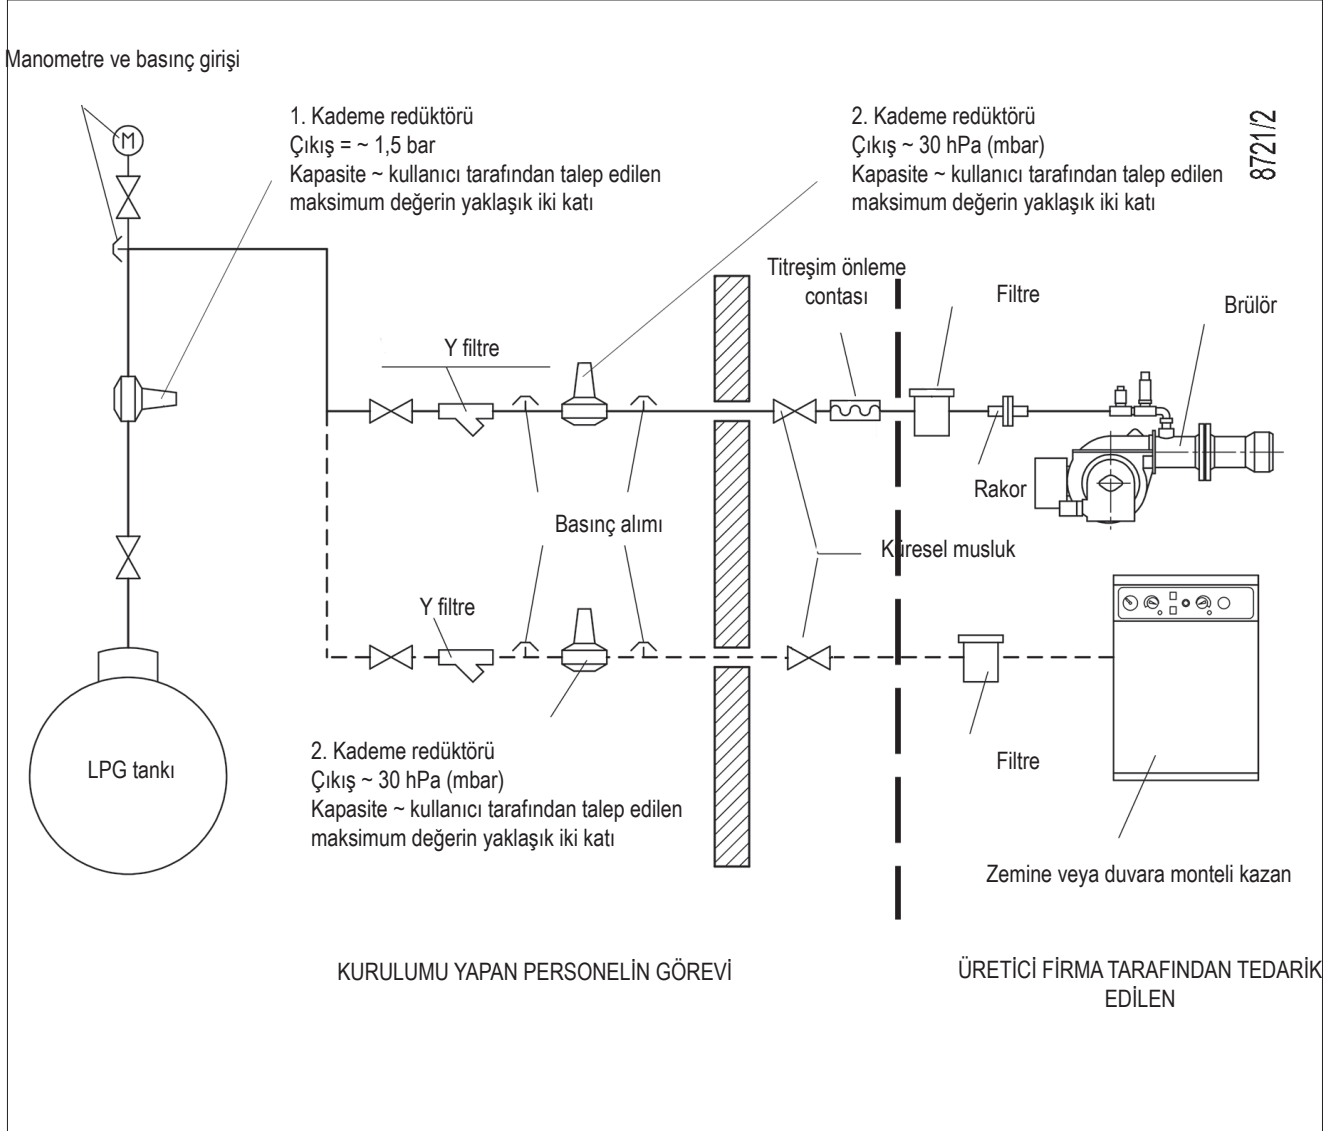 Manometre ve basınç girişi
M
1. Kademe redüktörü
Çıkış = ~ 1,5 bar
Kapasite ~ kullanıcı tarafından talep edilen
maksimum değerin yaklaşık iki katı
2. Kademe redüktörü
Çıkış ~ 30 hPa (mbar)
Kapasite ~ kullanıcı tarafından talep edilen
maksimum değerin yaklaşık iki katı
8721/2
Titreşim önleme
contası
Filtre
Brülör
Y filtre
Rakor
Basınç alımı
Küresel musluk
Y filtre
LPG tankı
2. Kademe redüktörü
Çıkış ~ 30 hPa (mbar)
Kapasite ~ kullanıcı tarafından talep edilen
maksimum değerin yaklaşık iki katı
Filtre
Zemine veya duvara monteli kazan
KURULUMU YAPAN PERSONELİN GÖREVİ
ÜRETİCİ FİRMA TARAFINDAN TEDARİK
EDİLEN